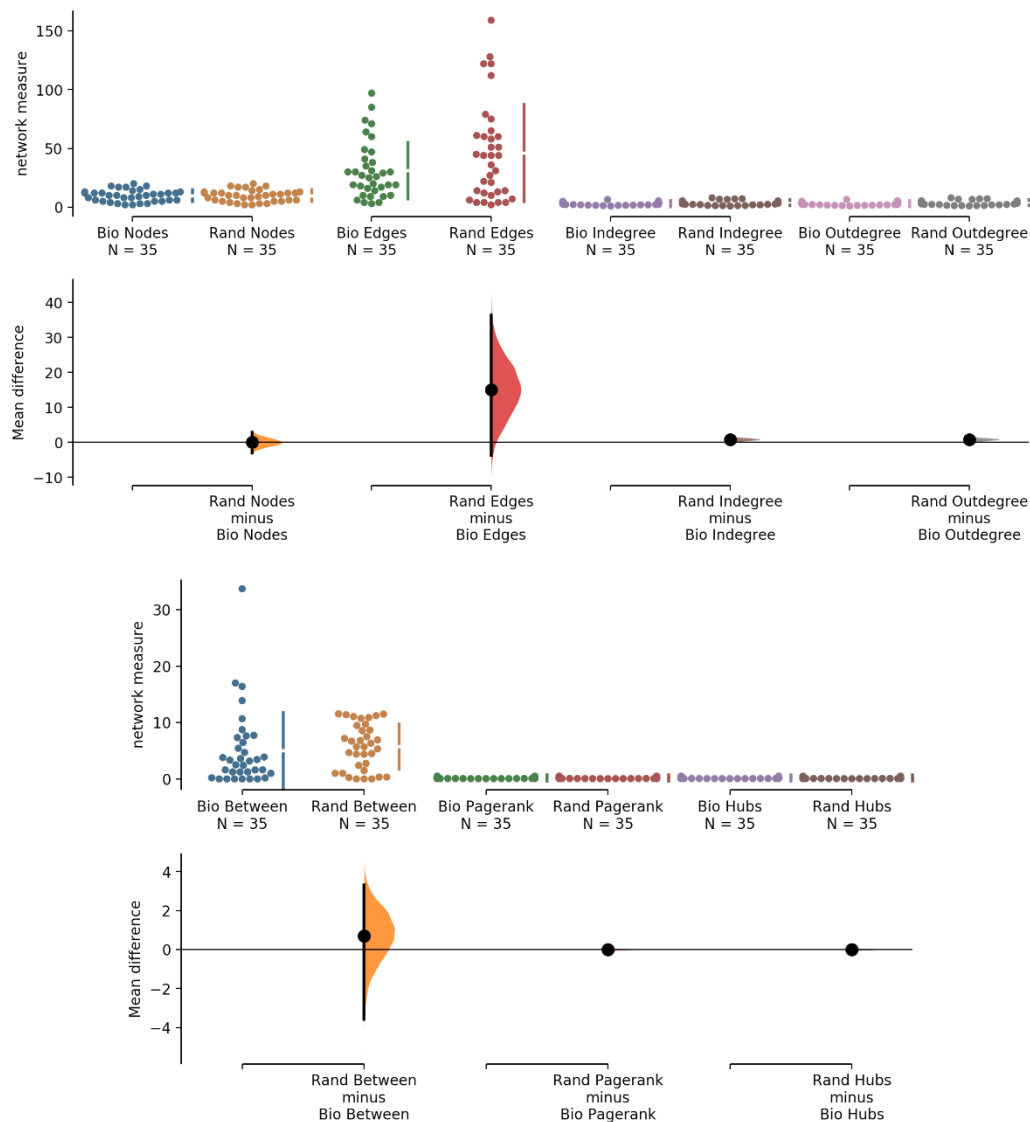 network measure
150
100
50
0
Bio Nodes
N = 35
Rand Nodes
N = 35
Bio Edges
N = 35
Rand Edges
N = 35
Bio Indegree
N = 35
Rand Indegree
N = 35
Bio Outdegree
N = 35
Rand Outdegree
N = 35
Mean difference
40
30
20
10
0
−10
Rand Nodes
minus
Bio Nodes
Rand Edges
minus
Bio Edges
Rand Indegree
minus
Bio Indegree
Rand Outdegree
minus
Bio Outdegree
network measure
30
20
10
0
Bio Between
N = 35
Rand Between
N = 35
Bio Pagerank
N = 35
Rand Pagerank
N = 35
Bio Hubs
N = 35
Rand Hubs
N = 35
Mean difference
4
2
0
−2
−4
Rand Between
minus
Bio Between
Rand Pagerank
minus
Bio Pagerank
Rand Hubs
minus
Bio Hubs